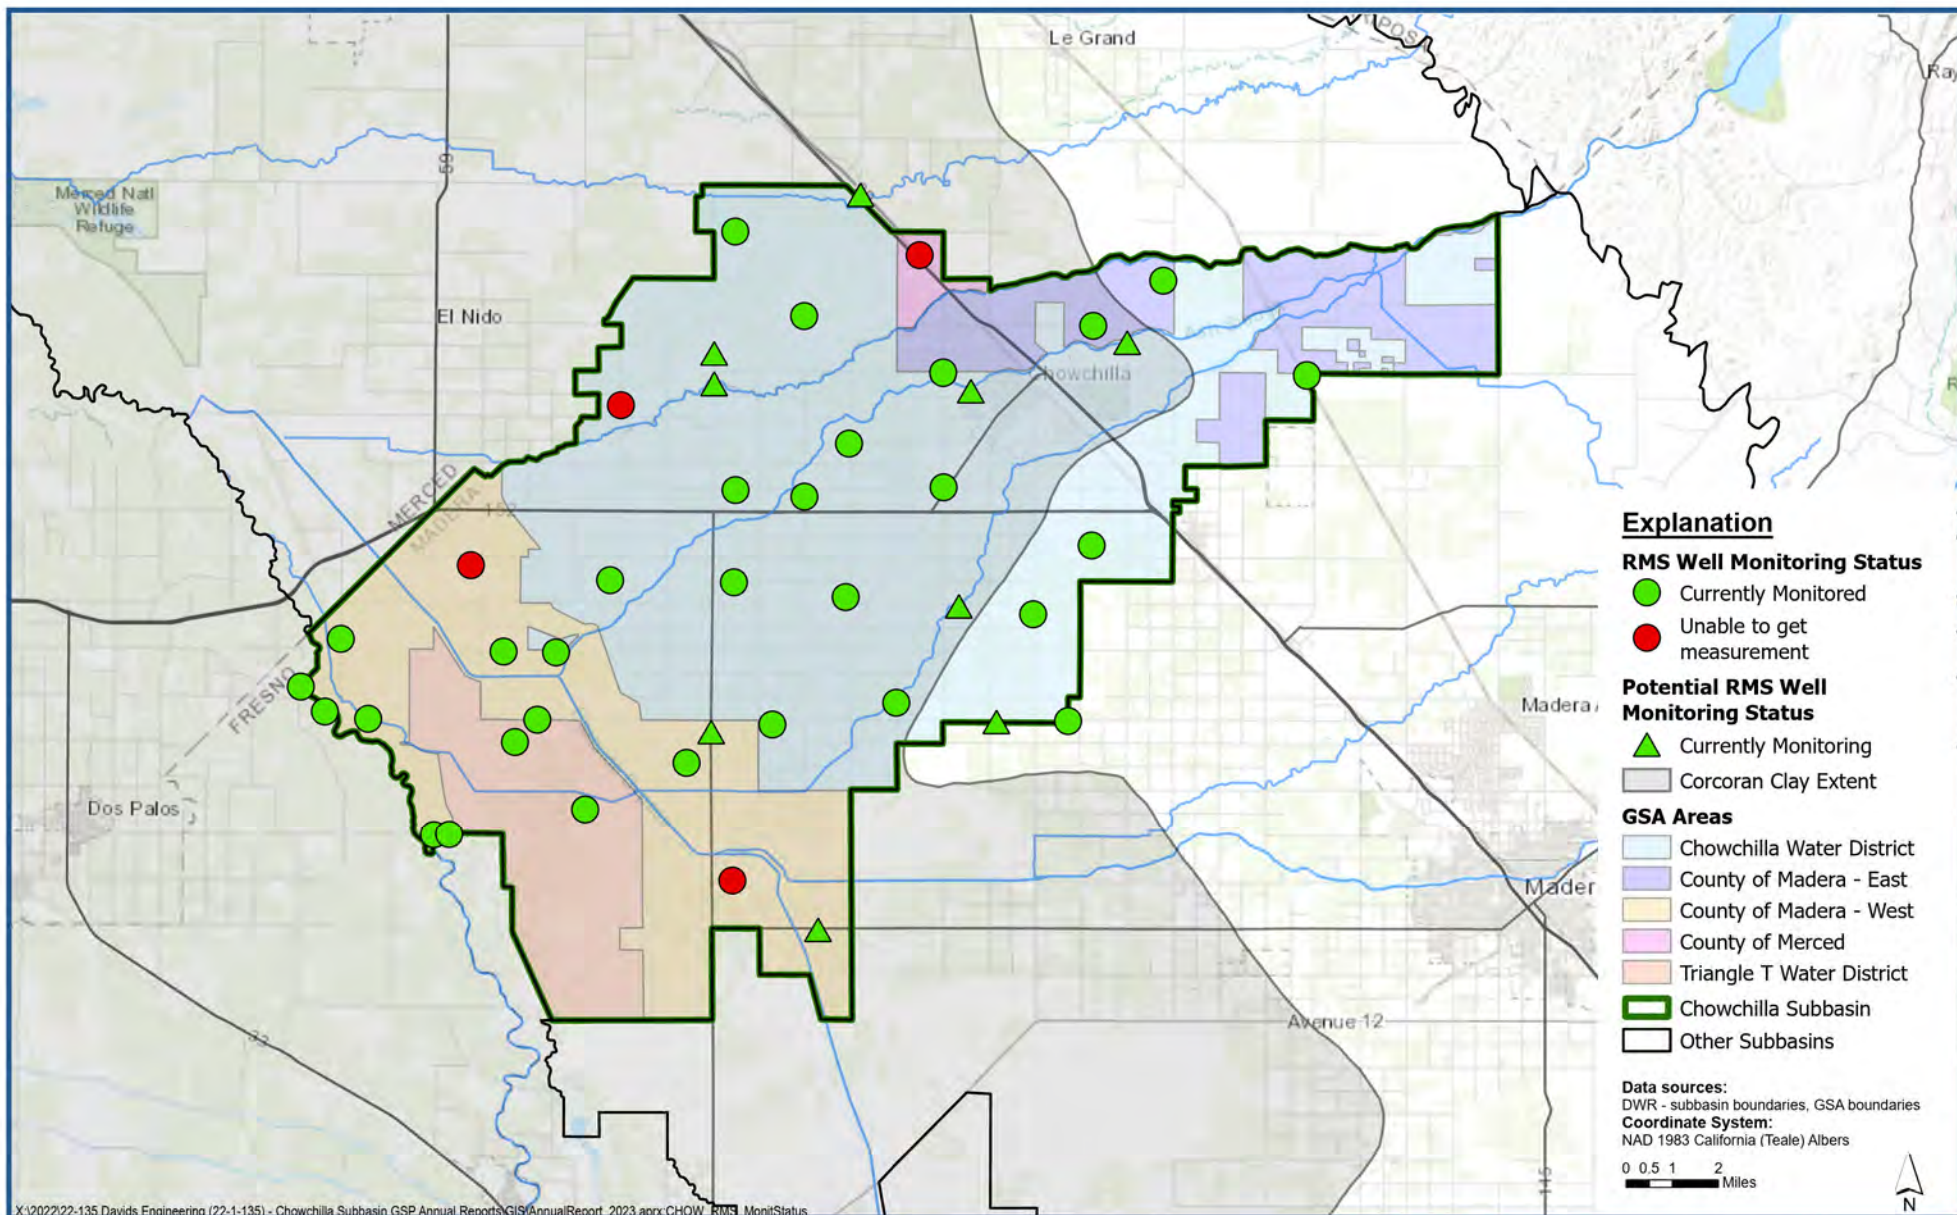 Le Grand
Merced Natl
Wildlife
Refuge
59
El Nido
Chowchilla
MERCED
MADERA
152
FRESNO
Dos Palos
33
Avenue 12
145
Madera
Explanation
RMS Well Monitoring Status
Currently Monitored
Unable to get
measurement
Potential RMS Well
Monitoring Status
Currently Monitoring
Corcoran Clay Extent
GSA Areas
Chowchilla Water District
County of Madera - East
County of Madera - West
County of Merced
Triangle T Water District
Chowchilla Subbasin
Other Subbasins
Data sources:
DWR - subbasin boundaries, GSA boundaries
Coordinate System:
NAD 1983 California (Teale) Albers
0 0.5 1 2
Miles
N
X:\2022\22-135 Davids Engineering (22-1-135) - Chowchilla Subbasin GSP Annual Reports\GIS\AnnualReport_2023.aprx:CHOW_RMS_MonitStatus